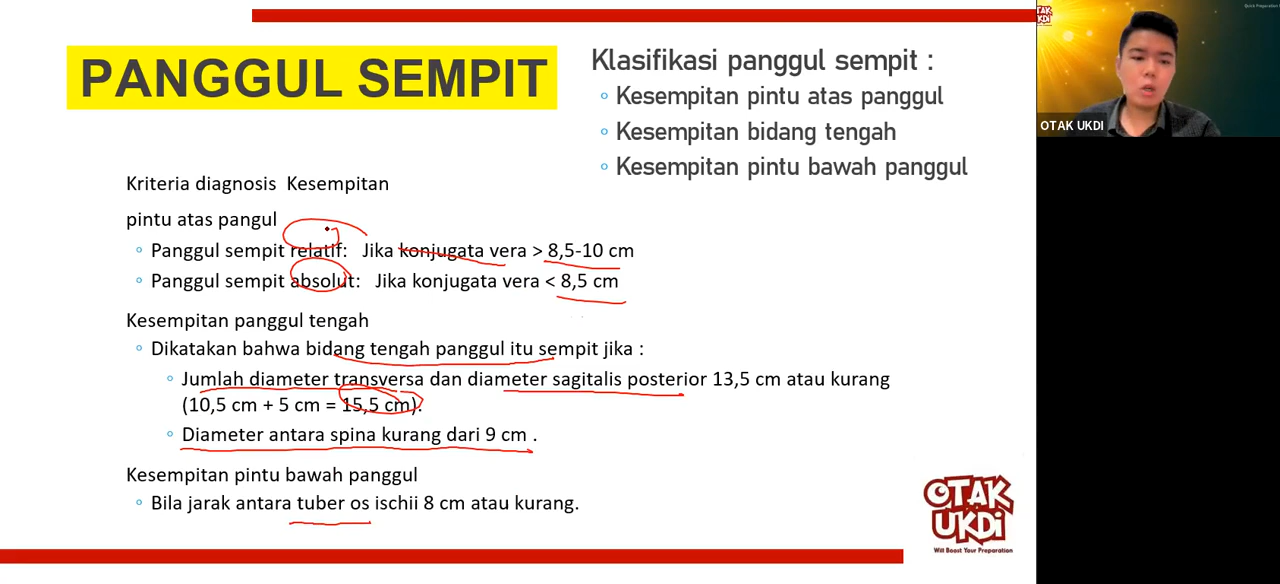 PANGGUL SEMPIT
Klasifikasi panggul sempit :
Kesempitan pintu atas panggul
Kesempitan bidang tengah
Kesempitan pintu bawah panggul
Kriteria diagnosis Kesempitan
pintu atas pangul
Panggul sempit relatif: Jika konjugata vera > 8,5-10 cm
Panggul sempit absolut: Jika konjugata vera < 8,5 cm
Kesempitan panggul tengah
Dikatakan bahwa bidang tengah panggul itu sempit jika :
Jumlah diameter transversa dan diameter sagitalis posterior 13,5 cm atau kurang
(10,5 cm + 5 cm = 15,5 cm).
Diameter antara spina kurang dari 9 cm .
Kesempitan pintu bawah panggul
Bila jarak antara tuber os ischii 8 cm atau kurang.
OTAK
UKDI
Will Boost Your Preparation
OTAK
UKDI
OTAK UKDI